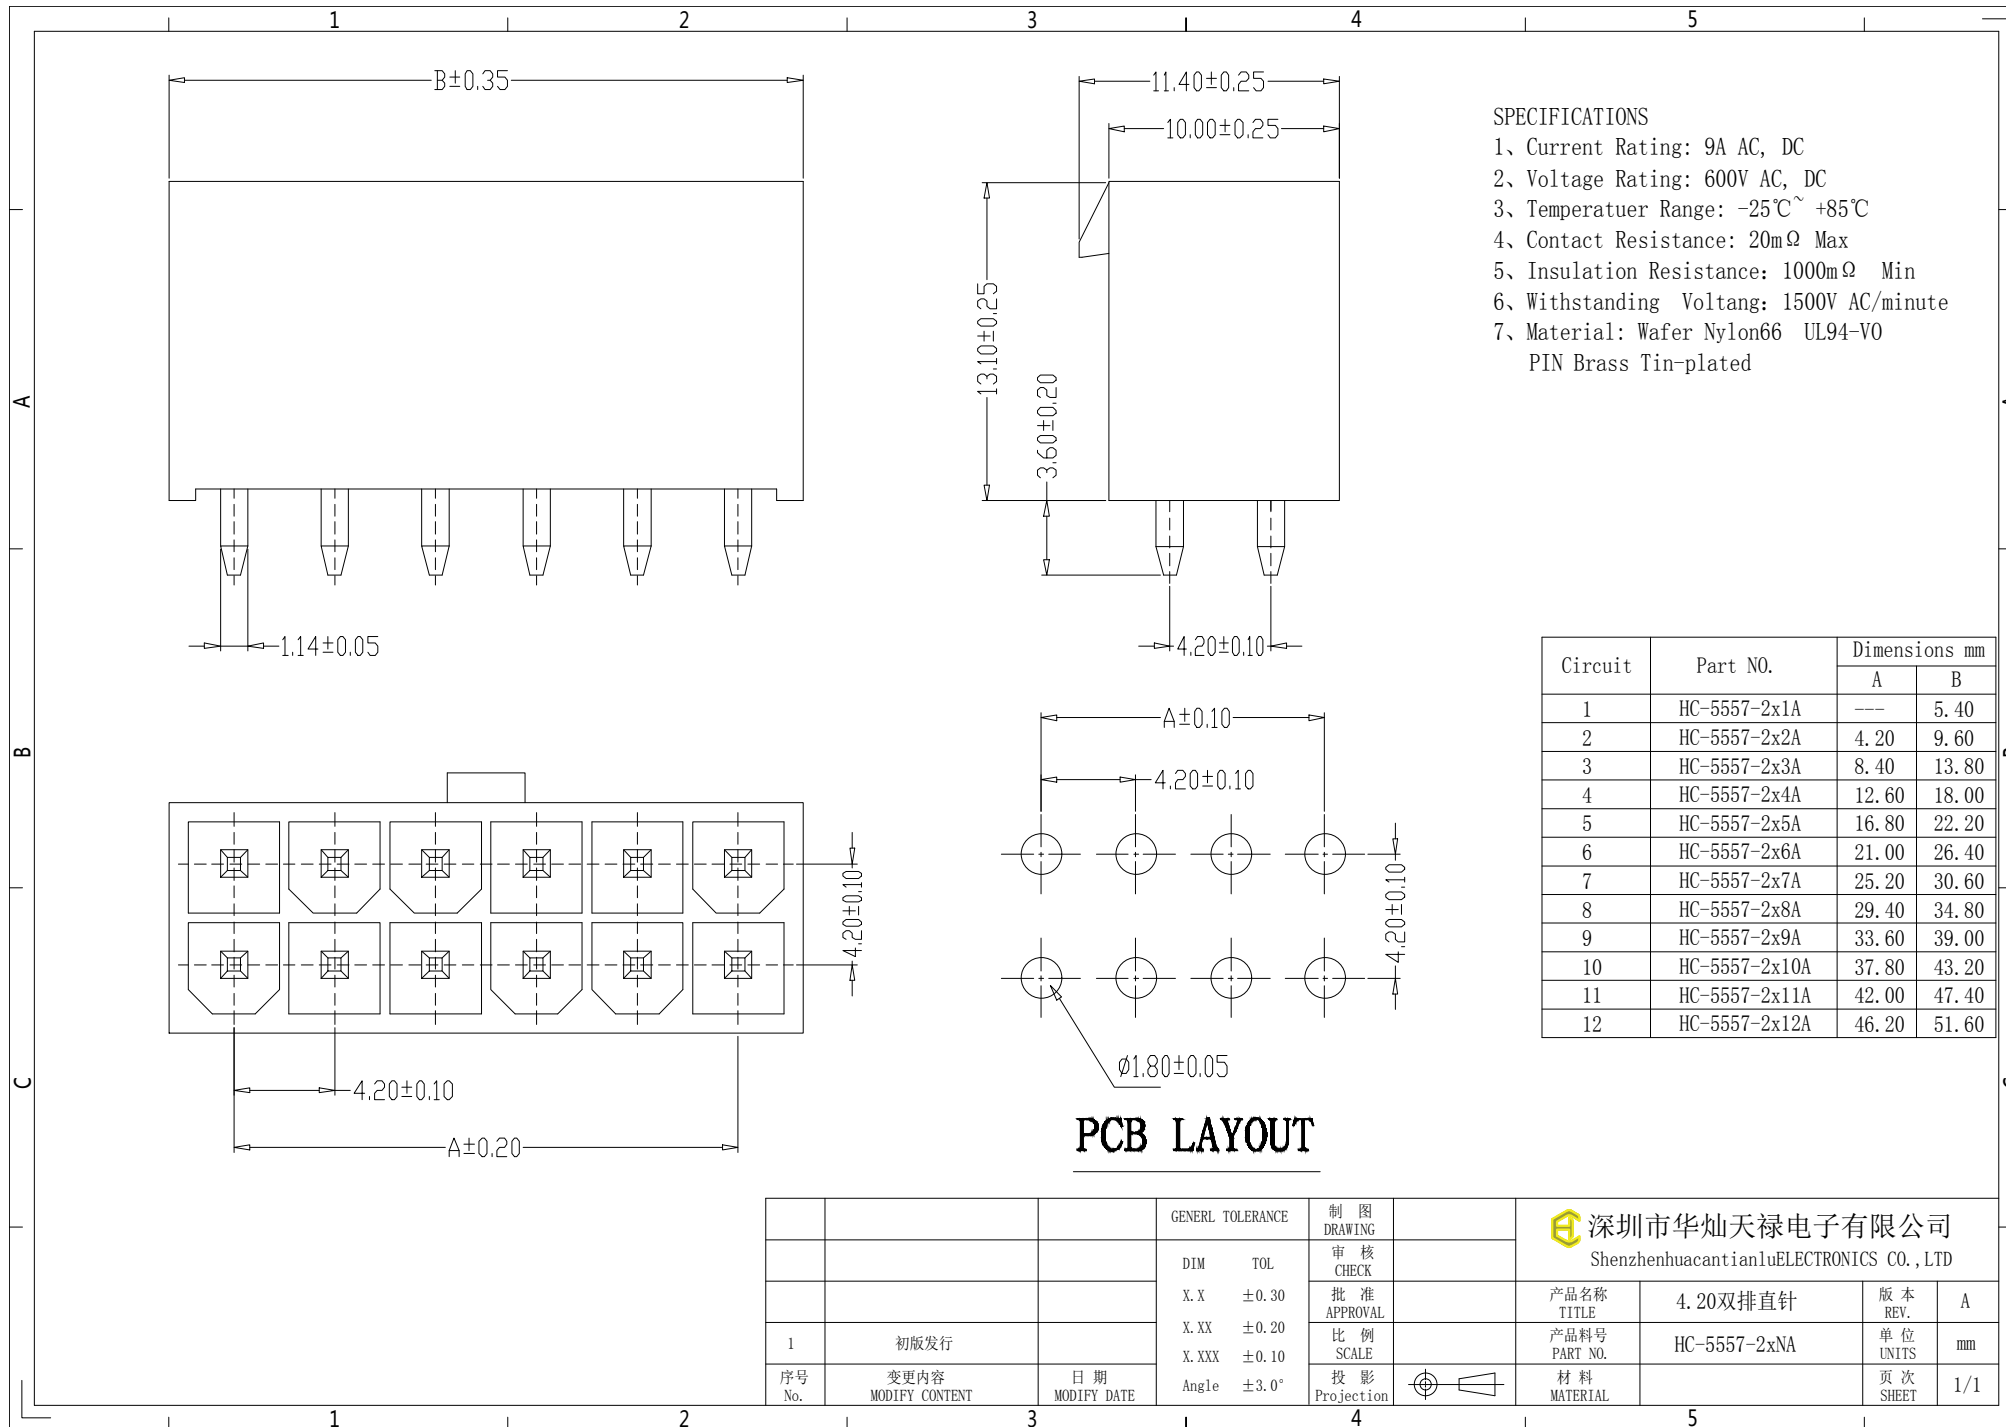 1 2 3 4 5
A
B
C
B±0.35
1.14±0.05
11.40±0.25
10.00±0.25
13.10±0.25
3.60±0.20
4.20±0.10
SPECIFICATIONS
1、Current Rating: 9A AC, DC
2、Voltage Rating: 600V AC, DC
3、Temperatuer Range: -25℃~ +85℃
4、Contact Resistance: 20mΩ Max
5、Insulation Resistance: 1000mΩ Min
6、Withstanding Voltang: 1500V AC/minute
7、Material: Wafer Nylon66 UL94-VO
PIN Brass Tin-plated
4.20±0.10
4.20±0.10
A±0.20
A±0.10
4.20±0.10
4.20±0.10
Ø1.80±0.05
PCB LAYOUT
Circuit Part NO. Dimensions mm
A B
1 HC-5557-2x1A --- 5.40
2 HC-5557-2x2A 4.20 9.60
3 HC-5557-2x3A 8.40 13.80
4 HC-5557-2x4A 12.60 18.00
5 HC-5557-2x5A 16.80 22.20
6 HC-5557-2x6A 21.00 26.40
7 HC-5557-2x7A 25.20 30.60
8 HC-5557-2x8A 29.40 34.80
9 HC-5557-2x9A 33.60 39.00
10 HC-5557-2x10A 37.80 43.20
11 HC-5557-2x11A 42.00 47.40
12 HC-5557-2x12A 46.20 51.60
1 初版发行
序号 变更内容 日 期
No. MODIFY CONTENT MODIFY DATE
GENERL TOLERANCE
DIM TOL
X.X ±0.30
X.XX ±0.20
X.XXX ±0.10
Angle ±3.0°
制 图
DRAWING
审 核
CHECK
批 准
APPROVAL
比 例
SCALE
投 影
Projection
深圳市华灿天禄电子有限公司
ShenzhenhuacantianluELECTRONICS CO.,LTD
产品名称
TITLE
4.20双排直针
版 本
REV.
A
产品料号
PART NO.
HC-5557-2xNA
单 位
UNITS
mm
材 料
MATERIAL
页 次
SHEET
1/1
1 2 3 4 5